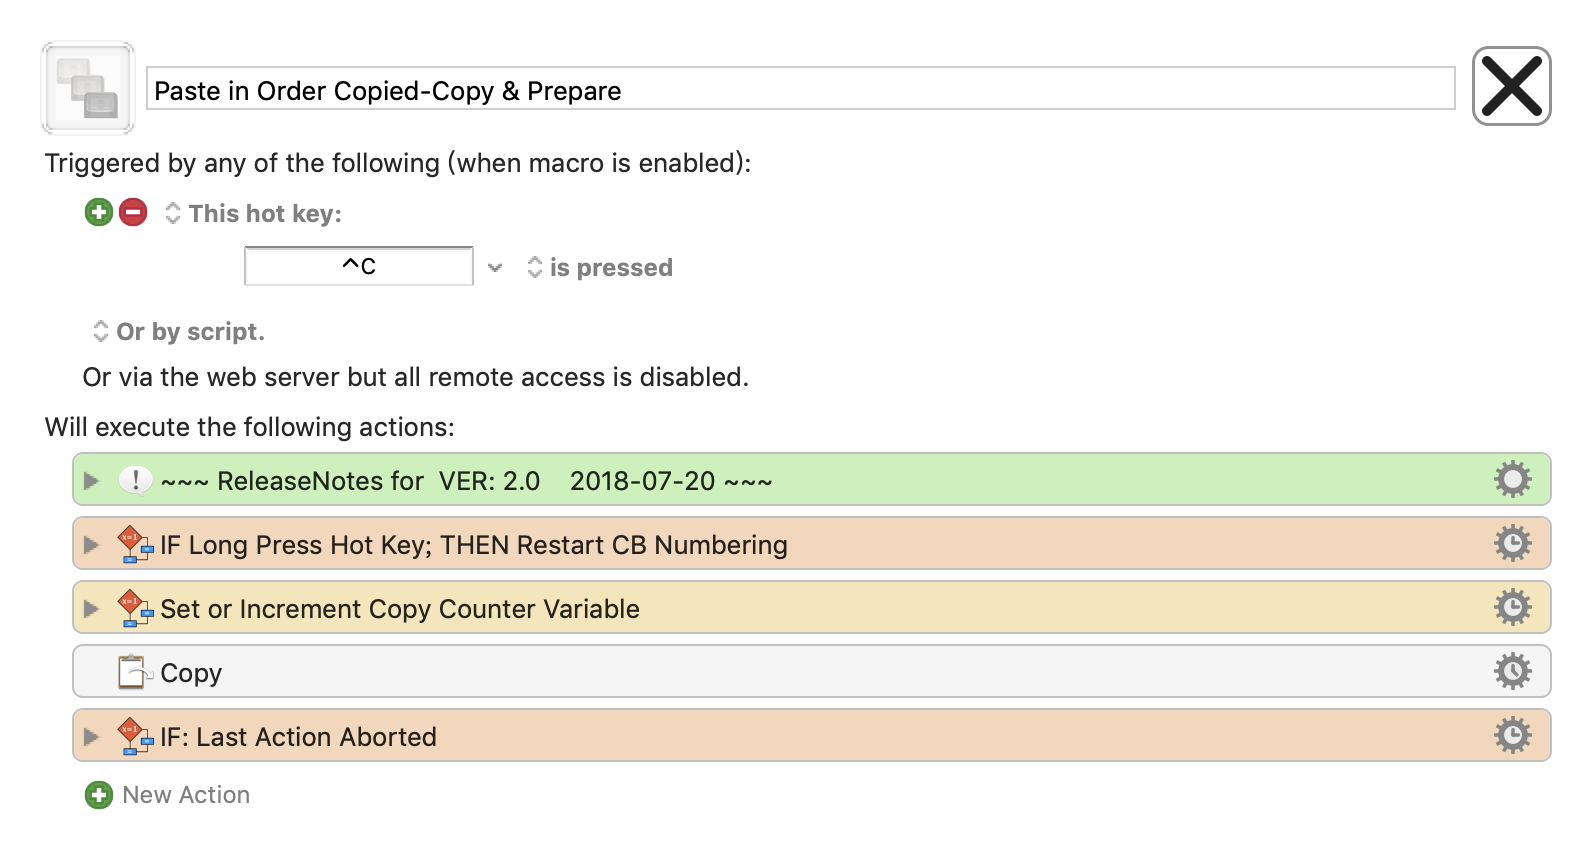 Paste in Order Copied-Copy & Prepare
Triggered by any of the following (when macro is enabled):
This hot key:
^C
is pressed
Or by script.
Or via the web server but all remote access is disabled.
Will execute the following actions:
~~~ ReleaseNotes for  VER: 2.0    2018-07-20 ~~~
IF Long Press Hot Key; THEN Restart CB Numbering
Set or Increment Copy Counter Variable
Copy
IF: Last Action Aborted
New Action